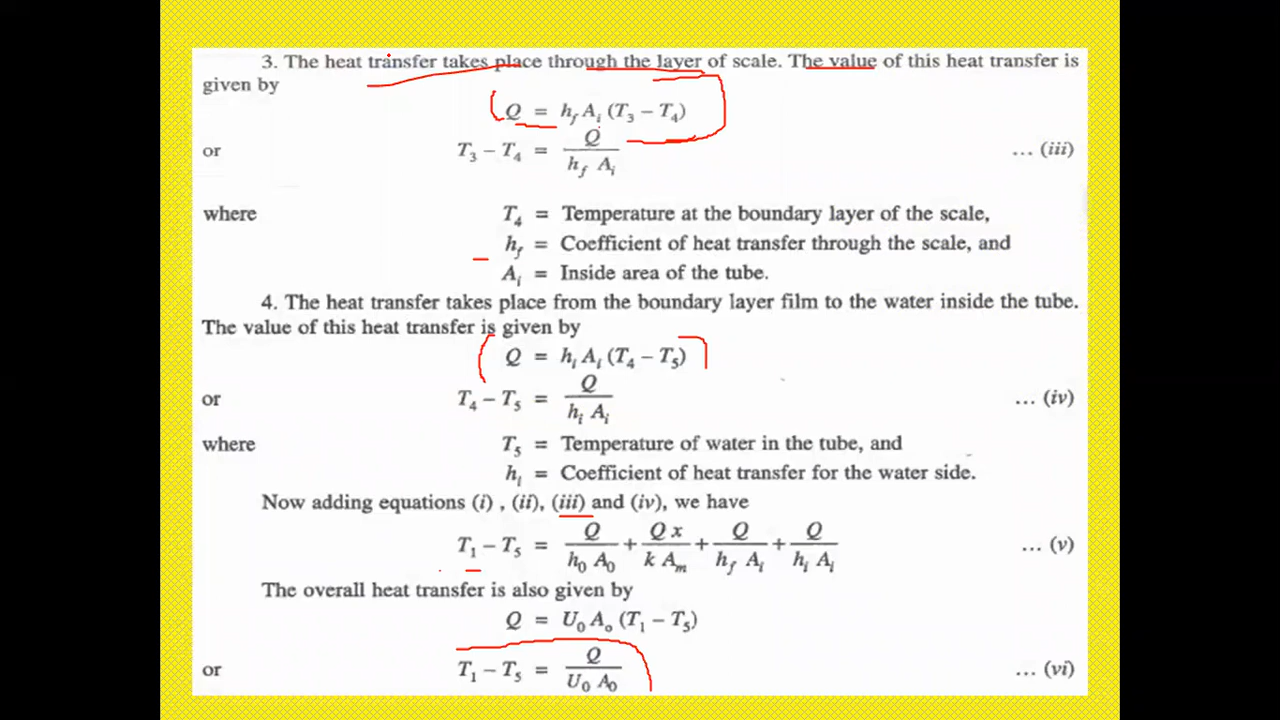 3. The heat transfer takes place through the layer of scale. The value of this heat transfer is
given by
Q = h_f A_i (T_3 − T_4)
or T_3 − T_4 = Q / (h_f A_i) ... (iii)
where T_4 = Temperature at the boundary layer of the scale,
h_f = Coefficient of heat transfer through the scale, and
A_i = Inside area of the tube.
4. The heat transfer takes place from the boundary layer film to the water inside the tube.
The value of this heat transfer is given by
Q = h_i A_i (T_4 − T_5)
or T_4 − T_5 = Q / (h_i A_i) ... (iv)
where T_5 = Temperature of water in the tube, and
h_i = Coefficient of heat transfer for the water side.
Now adding equations (i) , (ii), (iii) and (iv), we have
T_1 − T_5 = Q / (h_0 A_0) + Q x / (k A_m) + Q / (h_f A_i) + Q / (h_i A_i) ... (v)
The overall heat transfer is also given by
Q = U_0 A_o (T_1 − T_5)
or T_1 − T_5 = Q / (U_0 A_0) ... (vi)